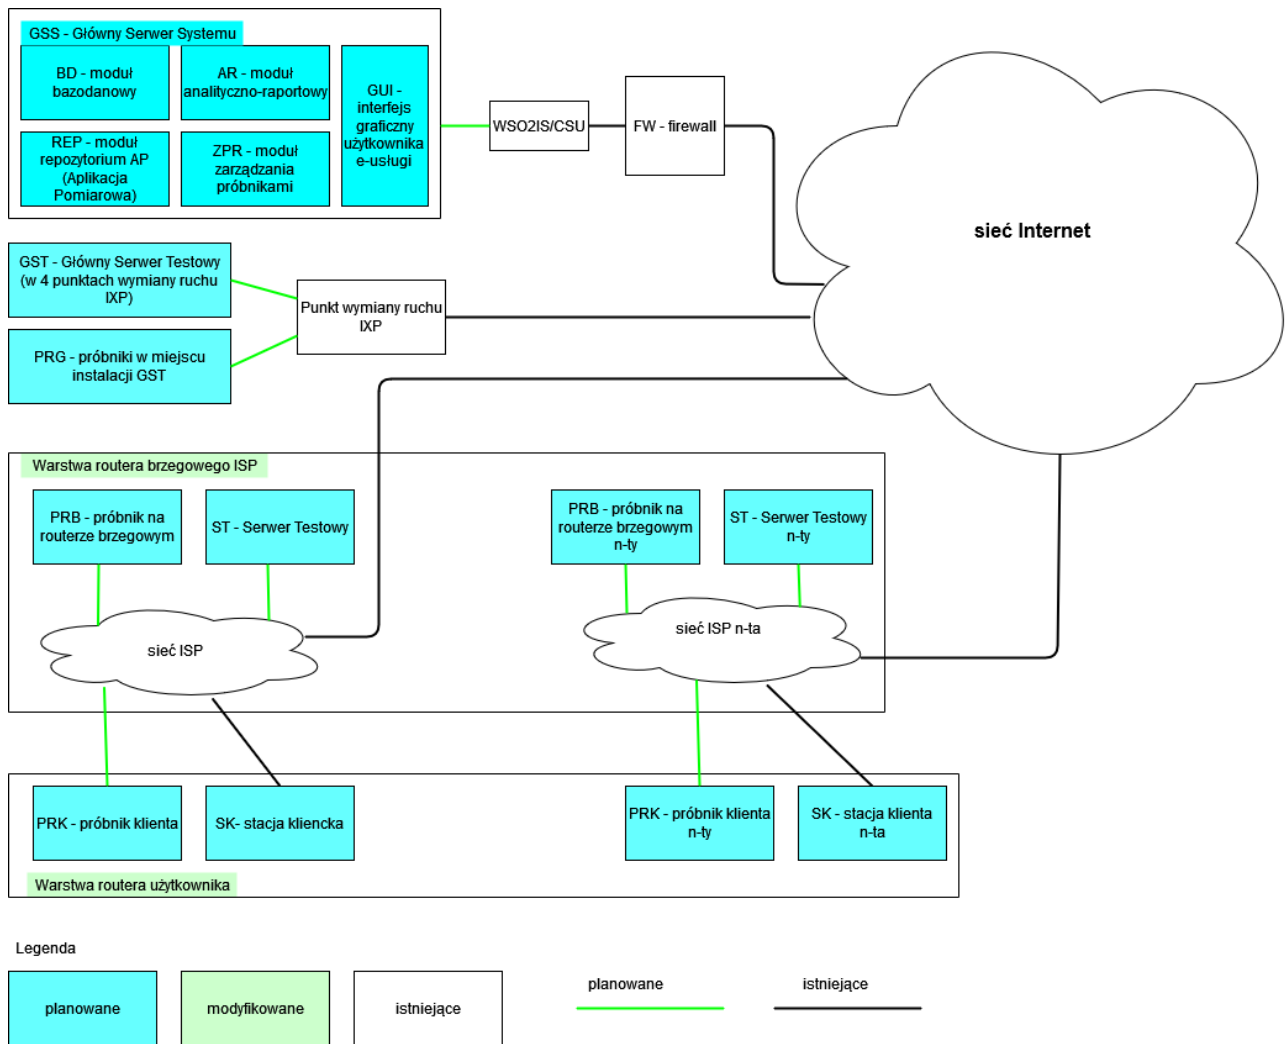 GSS - Główny Serwer Systemu
BD - moduł
bazodanowy
AR - moduł
analityczno-raportowy
GUI -
interfejs
graficzny
użytkownika
e-usługi
REP - moduł
repozytorium AP
(Aplikacja
Pomiarowa)
ZPR - moduł
zarządzania
próbnikami
WSO2IS/CSU
FW - firewall
sieć Internet
GST - Główny Serwer Testowy
(w 4 punktach wymiany ruchu
IXP)
Punkt wymiany ruchu
IXP
PRG - próbniki w miejscu
instalacji GST
Warstwa routera brzegowego ISP
PRB - próbnik na
routerze brzegowym
ST - Serwer Testowy
PRB - próbnik na
routerze brzegowym
n-ty
ST - Serwer Testowy
n-ty
sieć ISP
sieć ISP n-ta
PRK - próbnik klienta
SK- stacja kliencka
PRK - próbnik klienta
n-ty
SK - stacja klienta
n-ta
Warstwa routera użytkownika
Legenda
planowane
modyfikowane
istniejące
planowane
istniejące